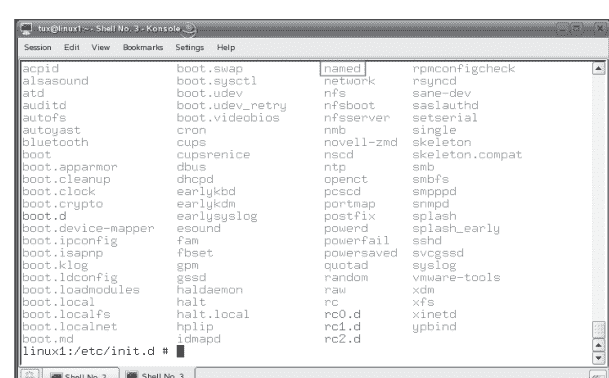 tux@linux1:~ - Shell No. 3 - Konsole
Session Edit View Bookmarks Settings Help
acpid boot.swap named rpmconfigcheck
alsasound boot.sysctl network rsyncd
atd boot.udev nfs sane-dev
auditd boot.udev_retry nfsboot saslauthd
autofs boot.videobios nfsserver setserial
autoyast cron nmb single
bluetooth cups novell-zmd skeleton
boot cupsrenice nscd skeleton.compat
boot.apparmor dbus ntp smb
boot.cleanup dhcpd openct smbfs
boot.clock earlykbd pcscd smpppd
boot.crypto earlykdm portmap snmpd
boot.d earlysyslog postfix splash
boot.device-mapper esound powerd splash_early
boot.ipconfig fam powerfail sshd
boot.isapnp fbset powersaved svcgssd
boot.klog gpm quotad syslog
boot.ldconfig gssd random vmware-tools
boot.loadmodules haldaemon raw xdm
boot.local halt rc xfs
boot.localfs halt.local rc0.d xinetd
boot.localnet hplip rc1.d ypbind
boot.md idmapd rc2.d
linux1:/etc/init.d #
Shell No. 2 Shell No. 3